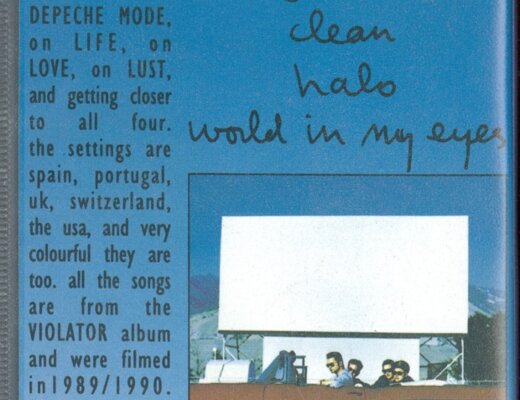 DEPECHE MODE,
on LIFE, on
LOVE, on LUST,
and getting closer
to all four.
the settings are
spain, portugal,
uk, switzerland,
the usa, and very
colourful they are
too. all the songs
are from the
VIOLATOR album
and were filmed
in1989/1990.
clean
halo
world in my eyes